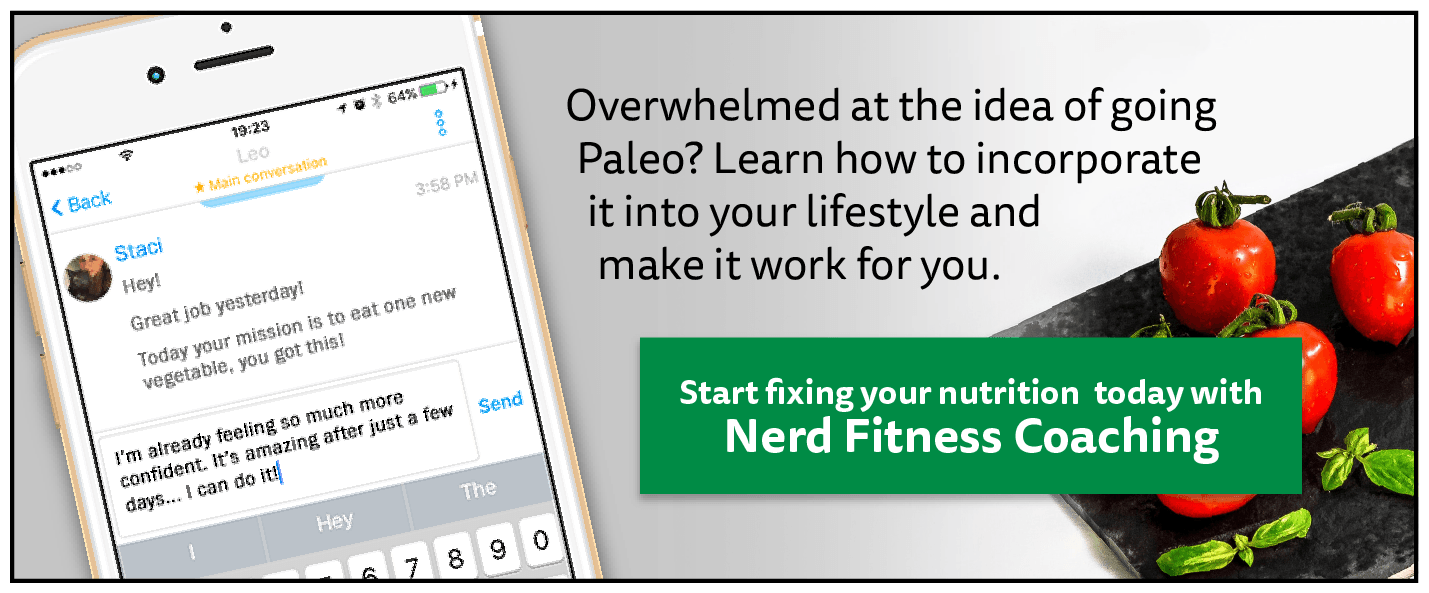 64%
19:23
Leo
★ Main conversation
Back
3:58 PM
Staci
Hey!
Great job yesterday!
Today your mission is to eat one new
vegetable, you got this!
I'm already feeling so much more
confident. It's amazing after just a few
days... I can do it!
Send
I
Hey
The
6 7 8 9 0
Overwhelmed at the idea of going
Paleo? Learn how to incorporate
it into your lifestyle and
make it work for you.
Start fixing your nutrition today with
Nerd Fitness Coaching